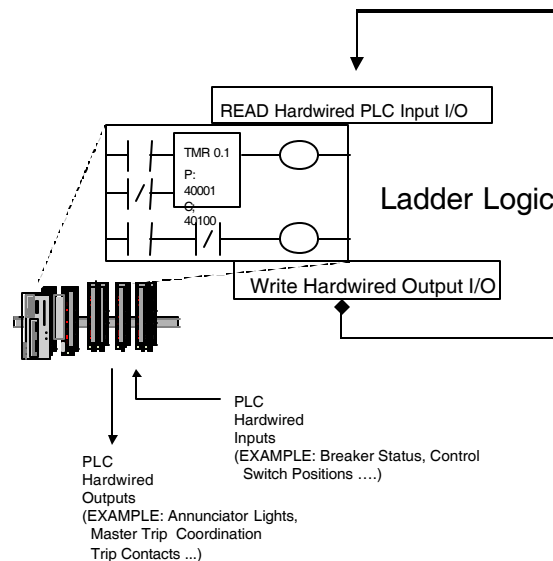 READ Hardwired PLC Input I/O
TMR 0.1
P:
40001
C;
40100
Ladder Logic
Write Hardwired Output I/O
PLC
Hardwired
Inputs
(EXAMPLE: Breaker Status, Control
Switch Positions ….)
PLC
Hardwired
Outputs
(EXAMPLE: Annunciator Lights,
Master Trip Coordination
Trip Contacts ...)